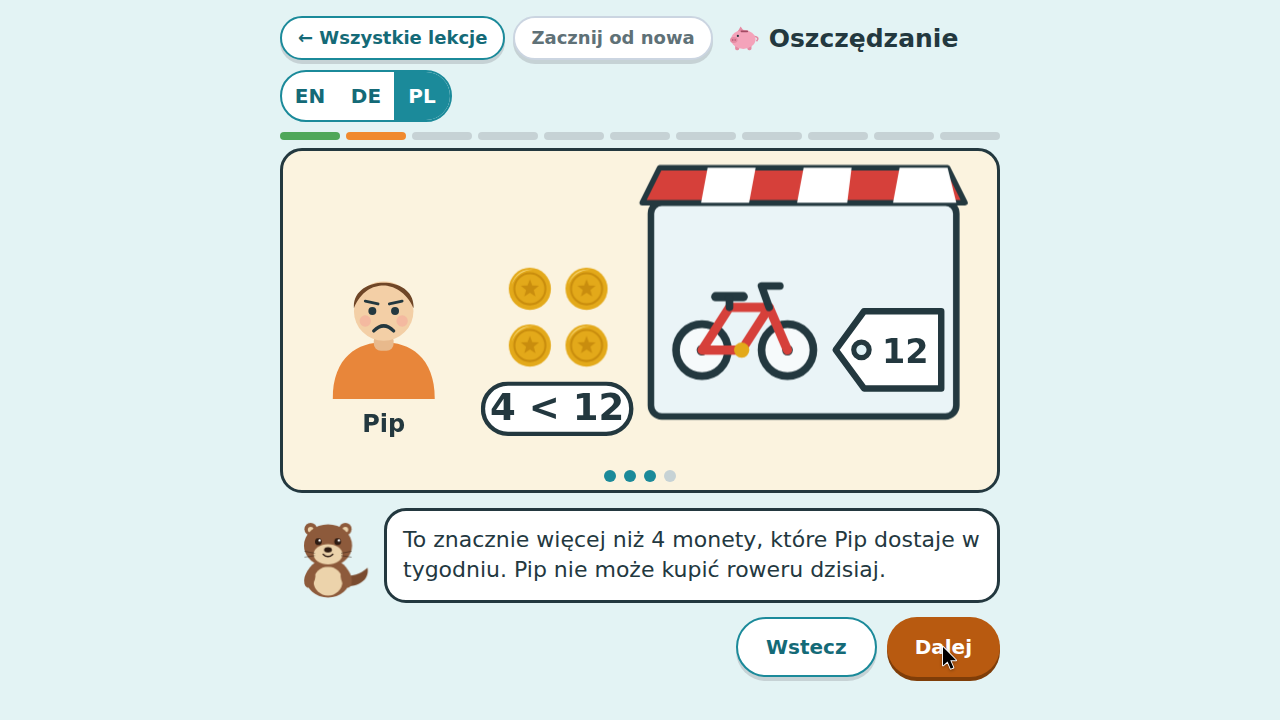 ← Wszystkie lekcje
Zacznij od nowa
Oszczędzanie
EN DE PL
12
4 < 12
Pip
To znacznie więcej niż 4 monety, które Pip dostaje w
tygodniu. Pip nie może kupić roweru dzisiaj.
Wstecz
Dalej